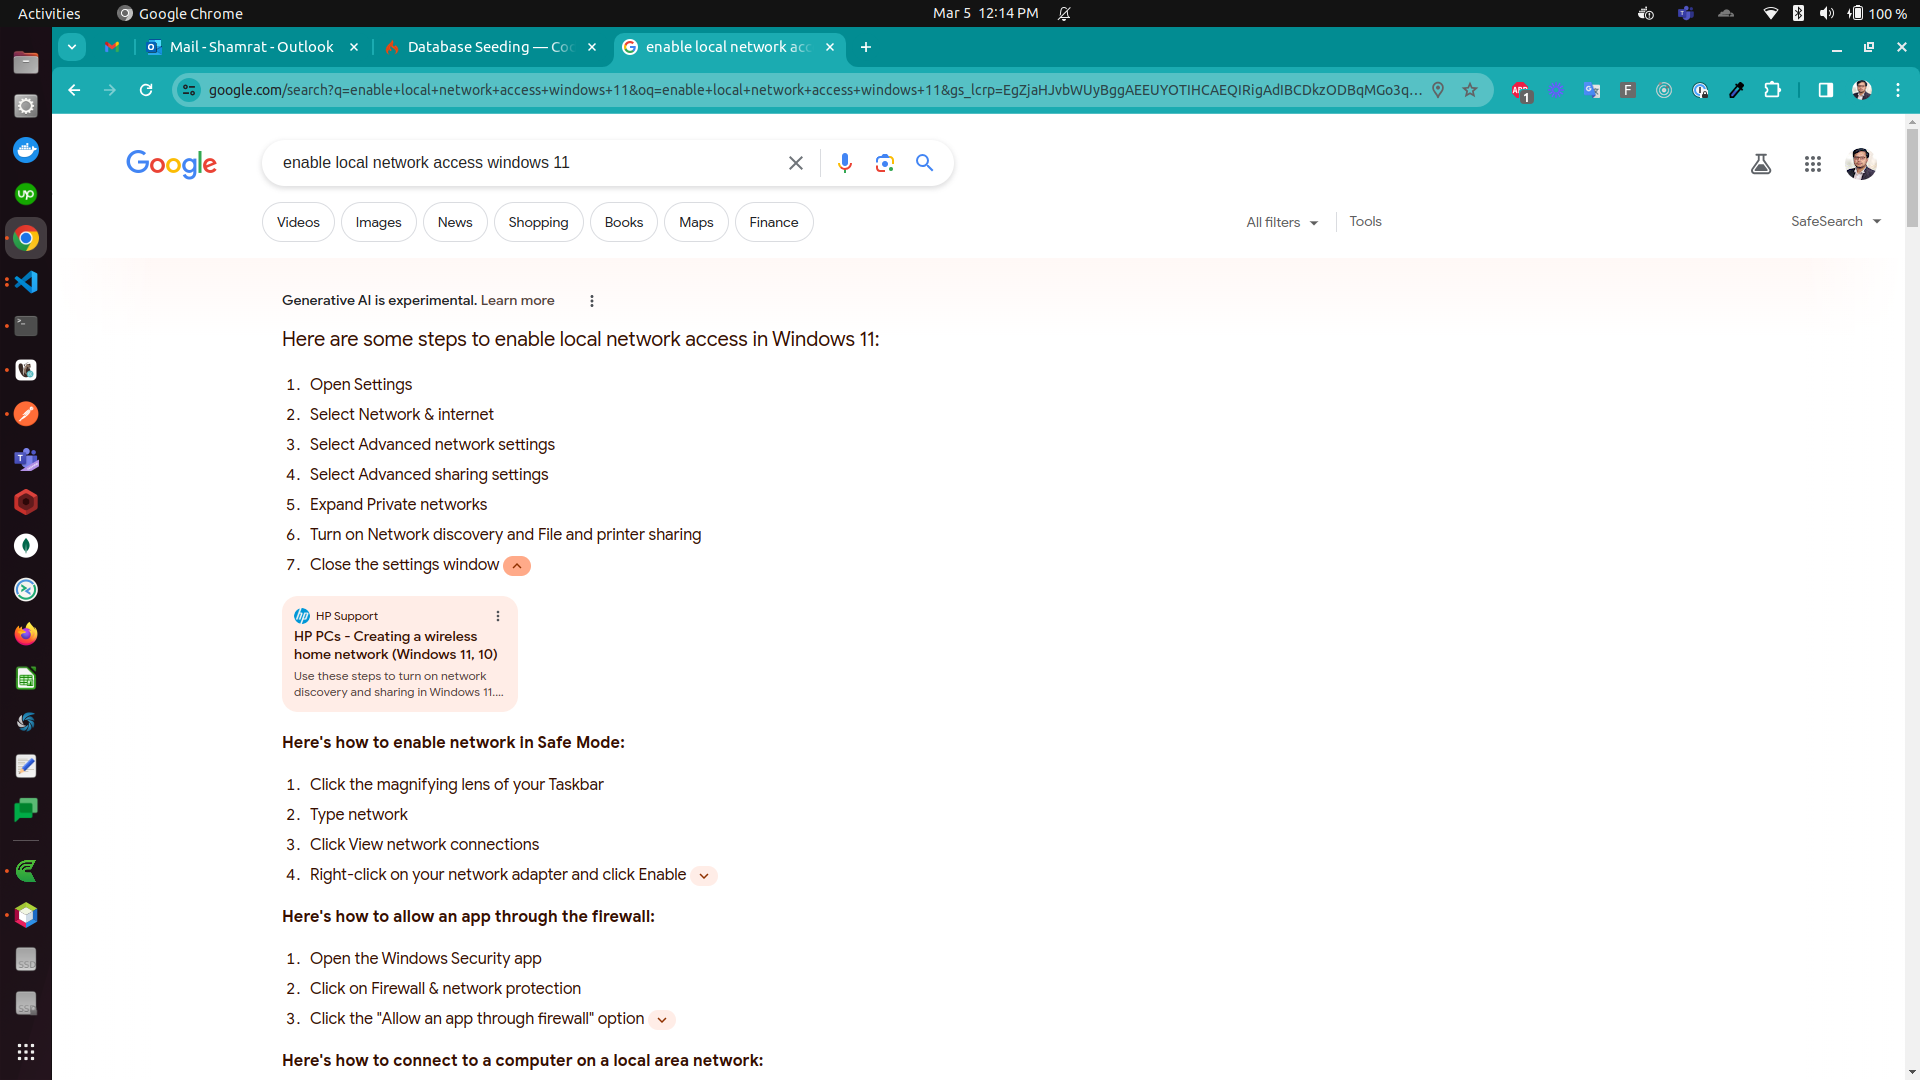 Activities
Google Chrome
Mar 5 12:14 PM
100 %
Mail - Shamrat - Outlook
Database Seeding — Coc
enable local network acc
google.com/search?q=enable+local+network+access+windows+11&oq=enable+local+network+access+windows+11&gs_lcrp=EgZjaHJvbWUyBggAEEUYOTIHCAEQIRigAdIBCDkzODBqMGo3q...
ABP
1
F
Google
enable local network access windows 11
Videos
Images
News
Shopping
Books
Maps
Finance
All filters
Tools
SafeSearch
Generative AI is experimental. Learn more
Here are some steps to enable local network access in Windows 11:
1. Open Settings
2. Select Network & internet
3. Select Advanced network settings
4. Select Advanced sharing settings
5. Expand Private networks
6. Turn on Network discovery and File and printer sharing
7. Close the settings window
hp
HP Support
HP PCs - Creating a wireless
home network (Windows 11, 10)
Use these steps to turn on network
discovery and sharing in Windows 11....
Here's how to enable network in Safe Mode:
1. Click the magnifying lens of your Taskbar
2. Type network
3. Click View network connections
4. Right-click on your network adapter and click Enable
Here's how to allow an app through the firewall:
1. Open the Windows Security app
2. Click on Firewall & network protection
3. Click the "Allow an app through firewall" option
Here's how to connect to a computer on a local area network:
up
SSD
SSD